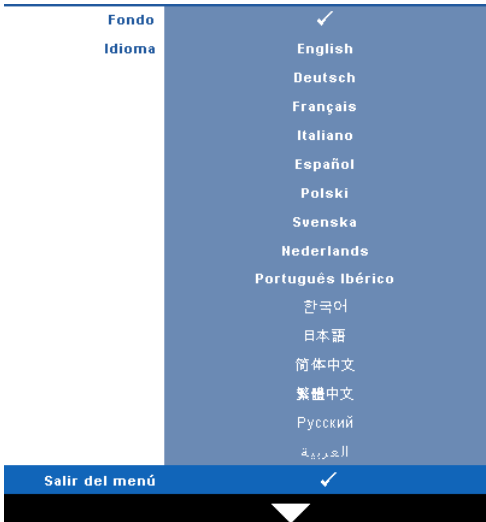 Fondo ✓
Idioma English
Deutsch
Français
Italiano
Español
Polski
Svenska
Nederlands
Português Ibérico
한국어
日本語
简体中文
繁體中文
Русский
العربية
Salir del menú ✓